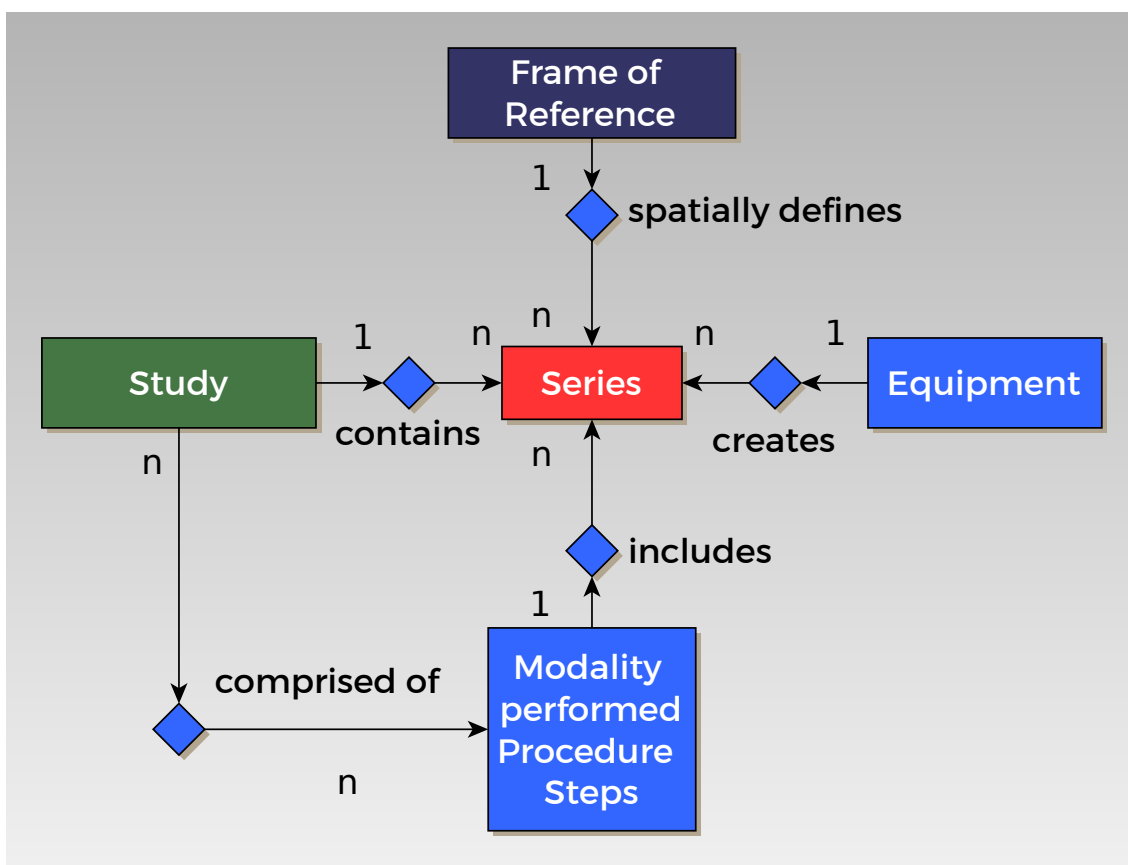 Frame of
Reference
1
spatially defines
n
1
n
n
1
Study
Series
Equipment
contains
creates
n
n
includes
1
comprised of
Modality
performed
Procedure
Steps
n